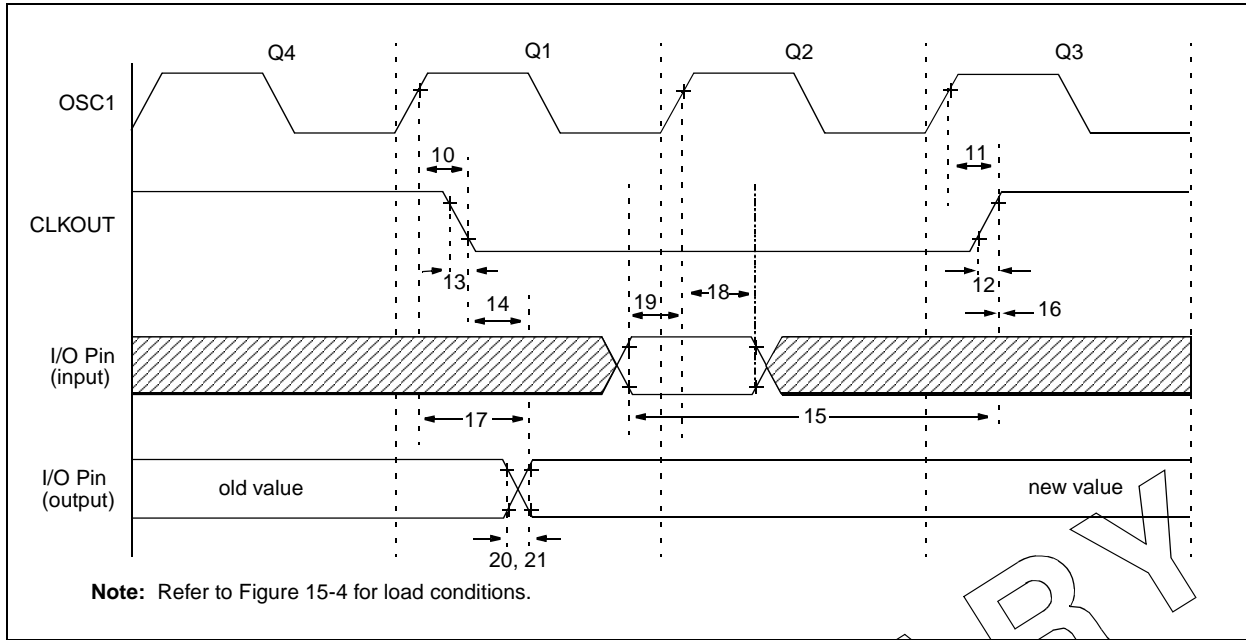 Q4 Q1 Q2 Q3
OSC1
10 11
CLKOUT
13 12
14 19 18 16
I/O Pin
(input)
17 15
I/O Pin
(output)
old value new value
20, 21
Note: Refer to Figure 15-4 for load conditions.
A R Y